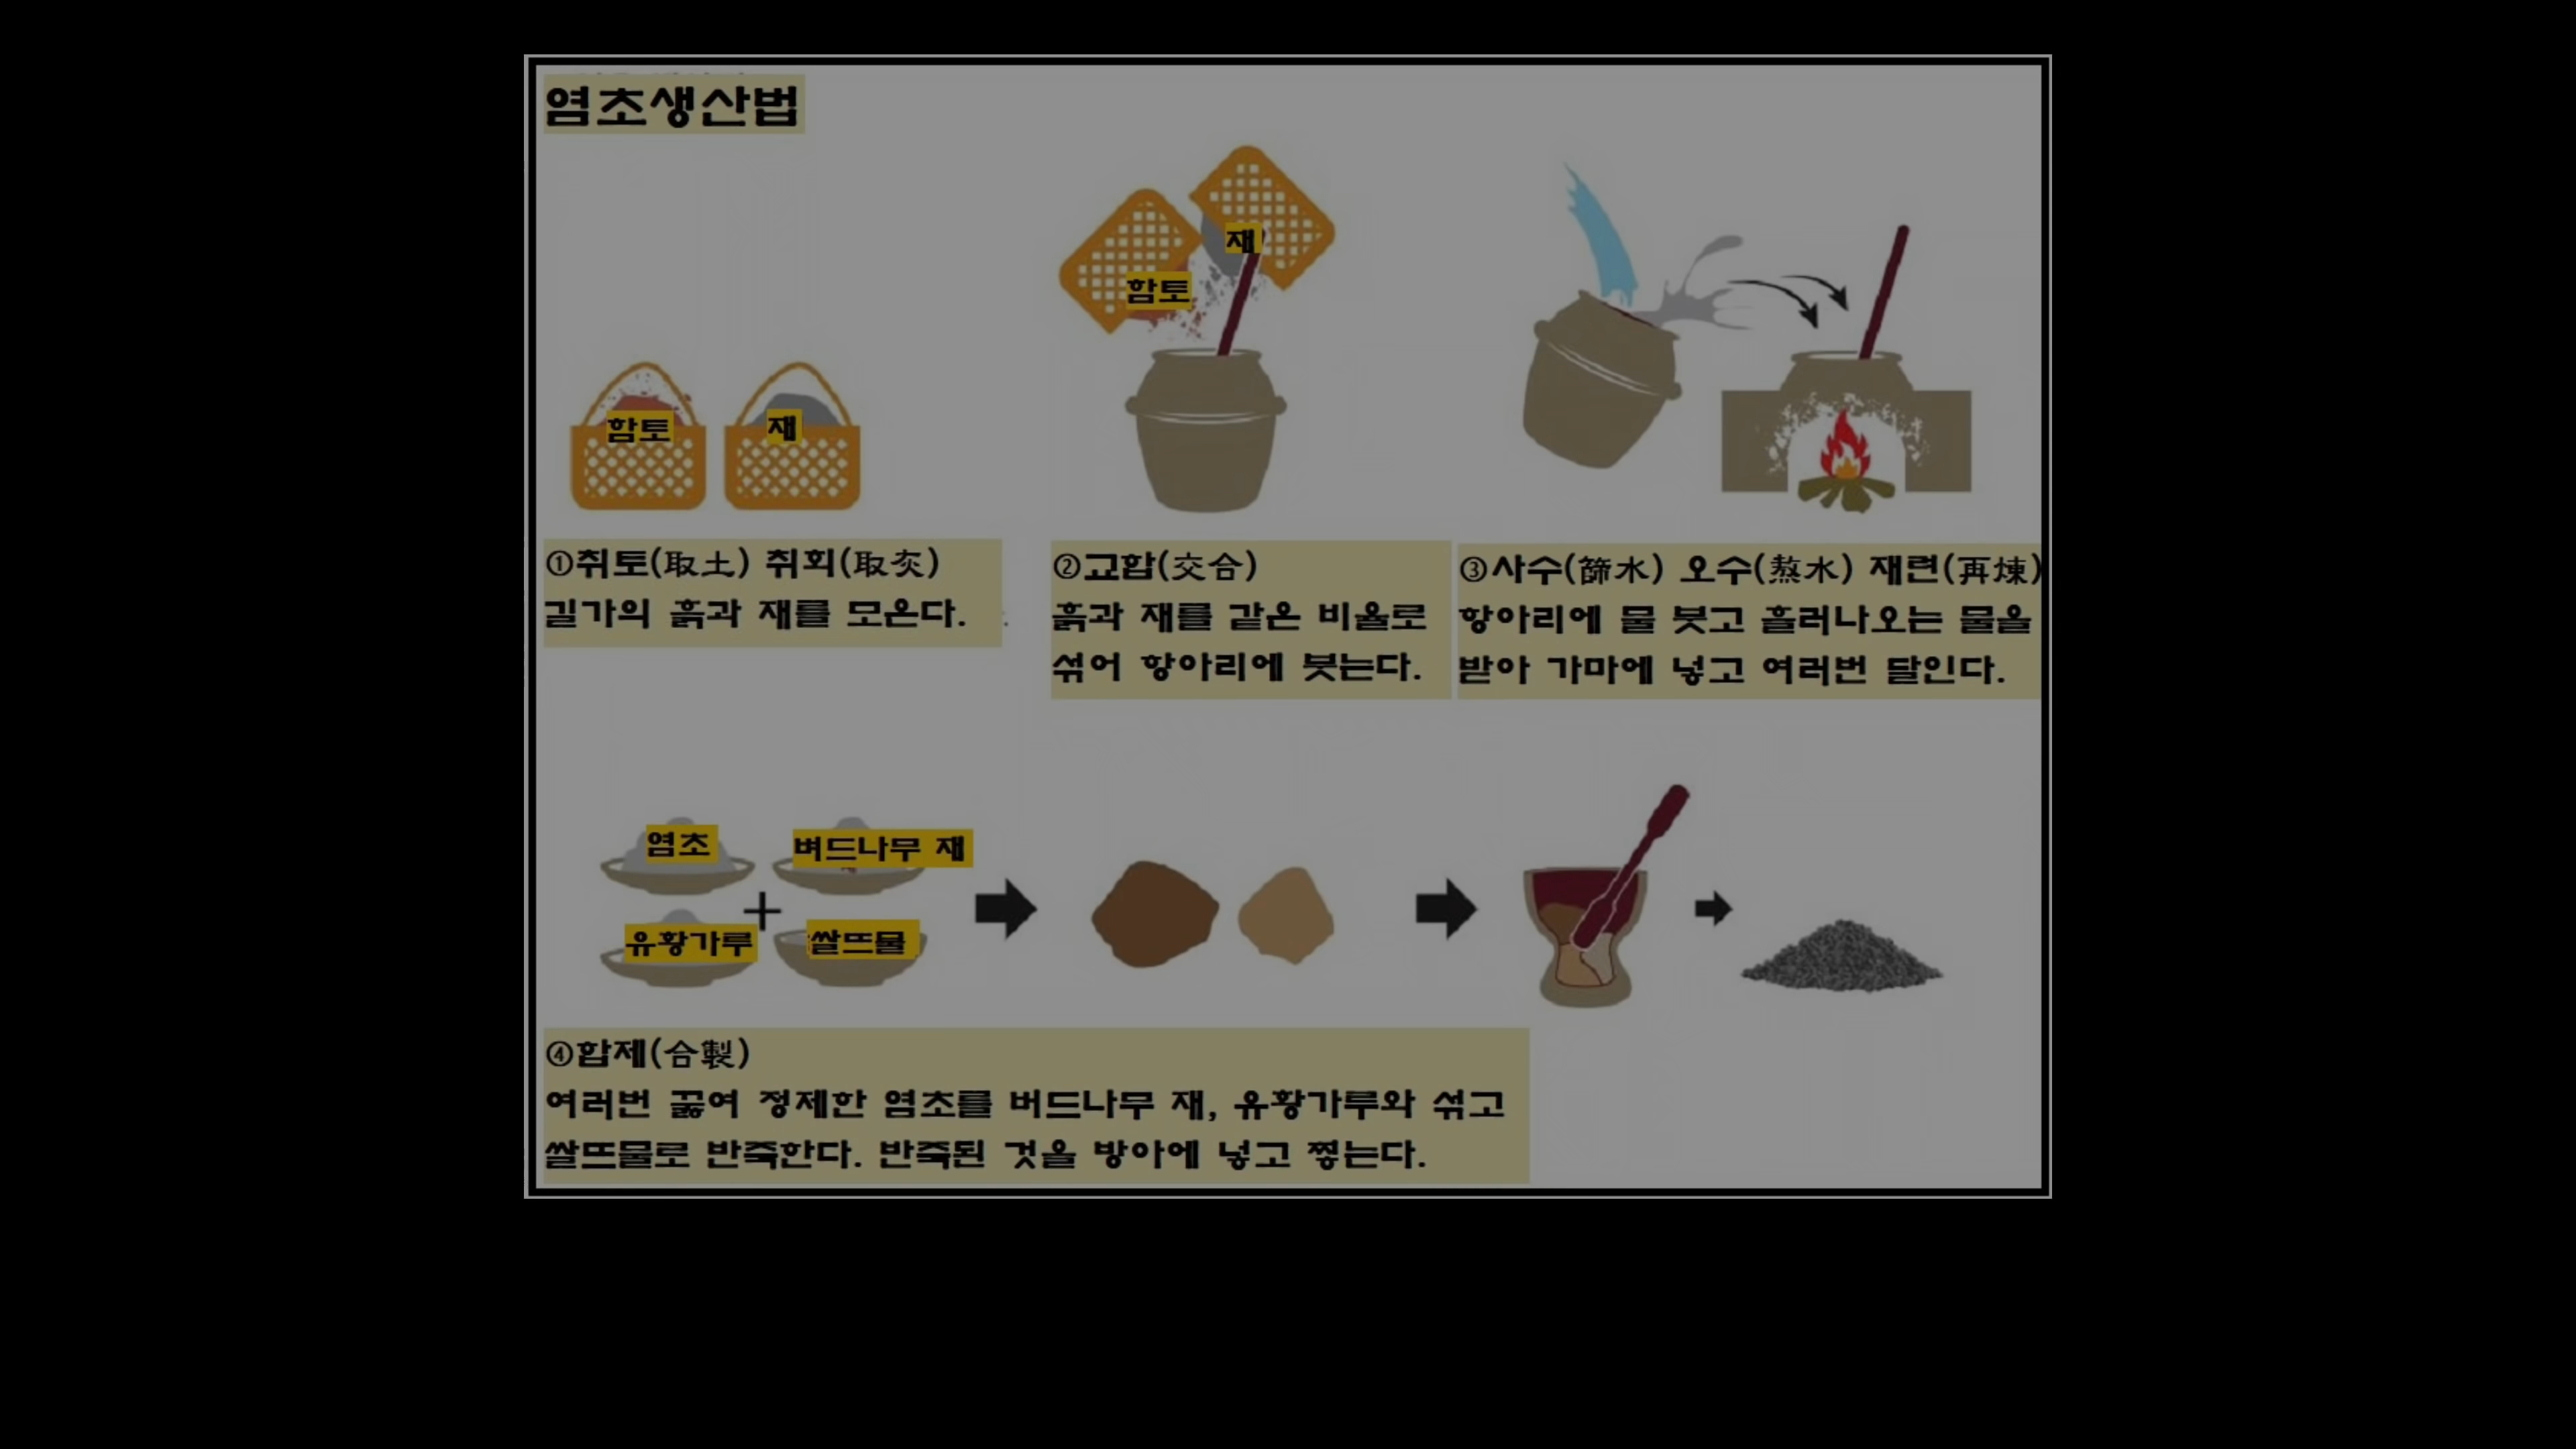 염초생산법
재
함토
함토
재
①취토(取土) 취회(取灰)
길가의 흙과 재를 모은다.
②교합(交合)
흙과 재를 같은 비율로
섞어 항아리에 붓는다.
③사수(篩水) 오수(熬水) 재련(再煉)
항아리에 물 붓고 흘러나오는 물을
받아 가마에 넣고 여러번 달인다.
염초
벼드나무 재
유황가루
쌀뜨물
④합제(合製)
여러번 끓여 정제한 염초를 버드나무 재, 유황가루와 섞고
쌀뜨물로 반죽한다. 반죽된 것을 방아에 넣고 찧는다.